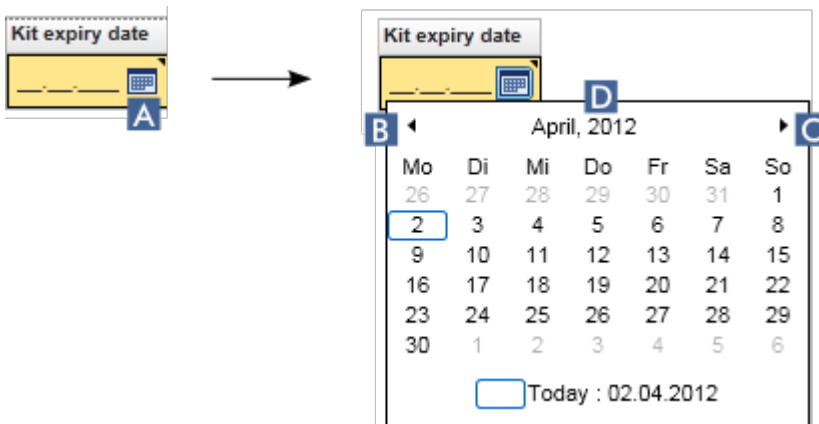 Kit expiry date
__.__.____
A
Kit expiry date
__.__.____
D
B April, 2012 C
Mo Di Mi Do Fr Sa So
26 27 28 29 30 31 1
2 3 4 5 6 7 8
9 10 11 12 13 14 15
16 17 18 19 20 21 22
23 24 25 26 27 28 29
30 1 2 3 4 5 6
Today : 02.04.2012